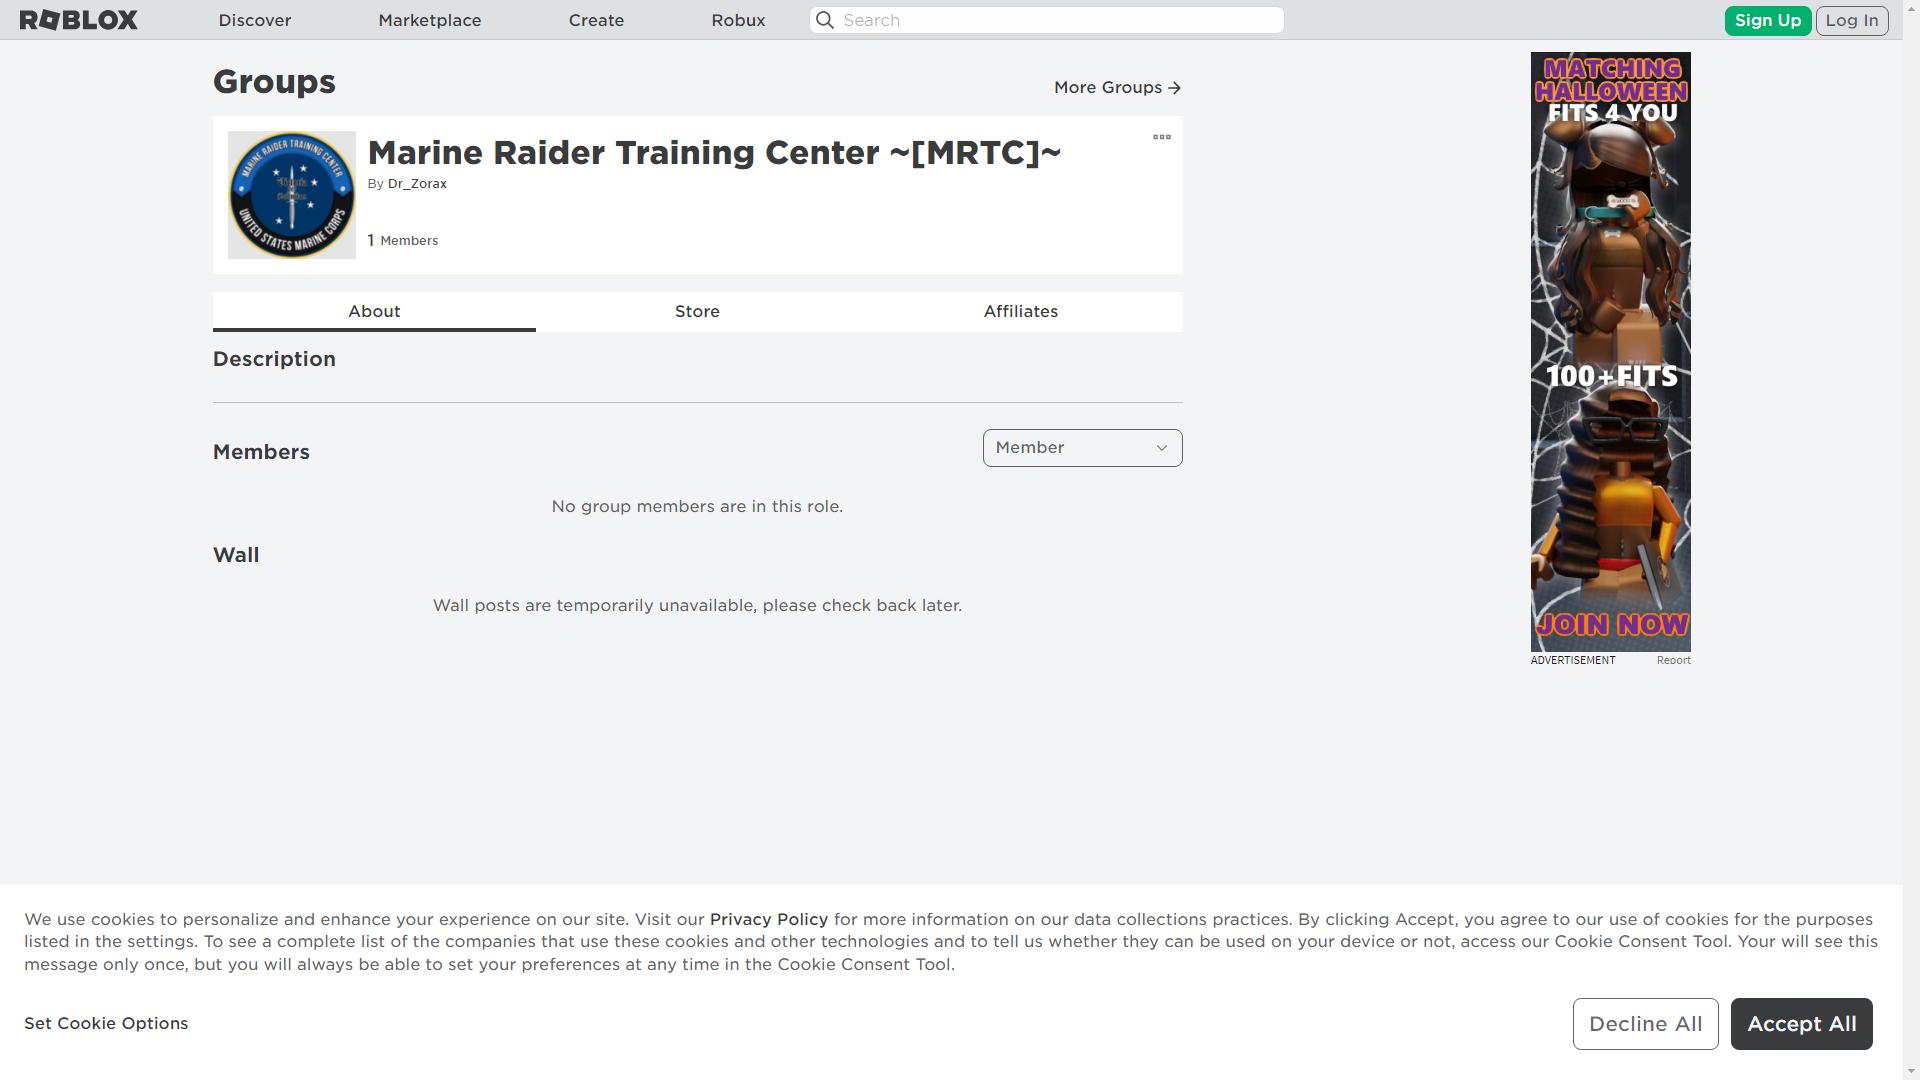 ROBLOX
Discover
Marketplace
Create
Robux
Search
Sign Up
Log In
Groups
More Groups
MARINE RAIDER TRAINING CENTER
UNITED STATES MARINE CORPS
Marine Raider Training Center ~[MRTC]~
By Dr_Zorax
1 Members
About
Store
Affiliates
Description
Members
Member
No group members are in this role.
Wall
Wall posts are temporarily unavailable, please check back later.
MATCHING
HALLOWEEN
FITS 4 YOU
100+FITS
JOIN NOW
ADVERTISEMENT
Report
We use cookies to personalize and enhance your experience on our site. Visit our Privacy Policy for more information on our data collections practices. By clicking Accept, you agree to our use of cookies for the purposes
listed in the settings. To see a complete list of the companies that use these cookies and other technologies and to tell us whether they can be used on your device or not, access our Cookie Consent Tool. Your will see this
message only once, but you will always be able to set your preferences at any time in the Cookie Consent Tool.
Set Cookie Options
Decline All
Accept All